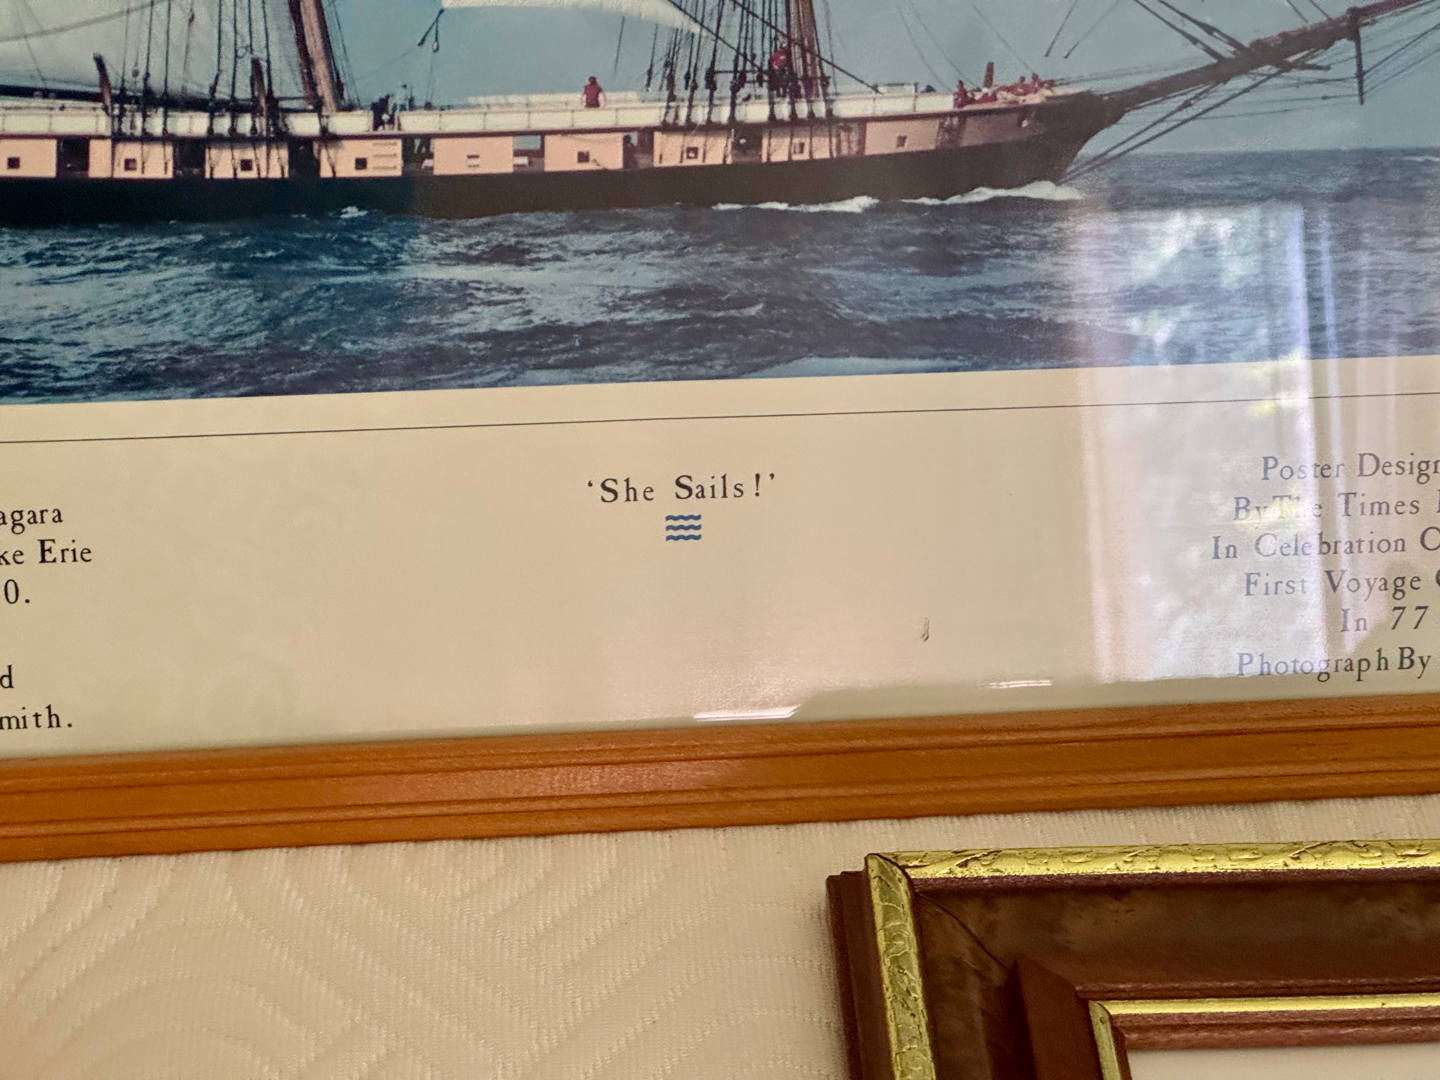 agara
ke Erie
0.
d
mith.
'She Sails!'
Poster Design
By The Times
In Celebration O
First Voyage
In 77
Photograph By